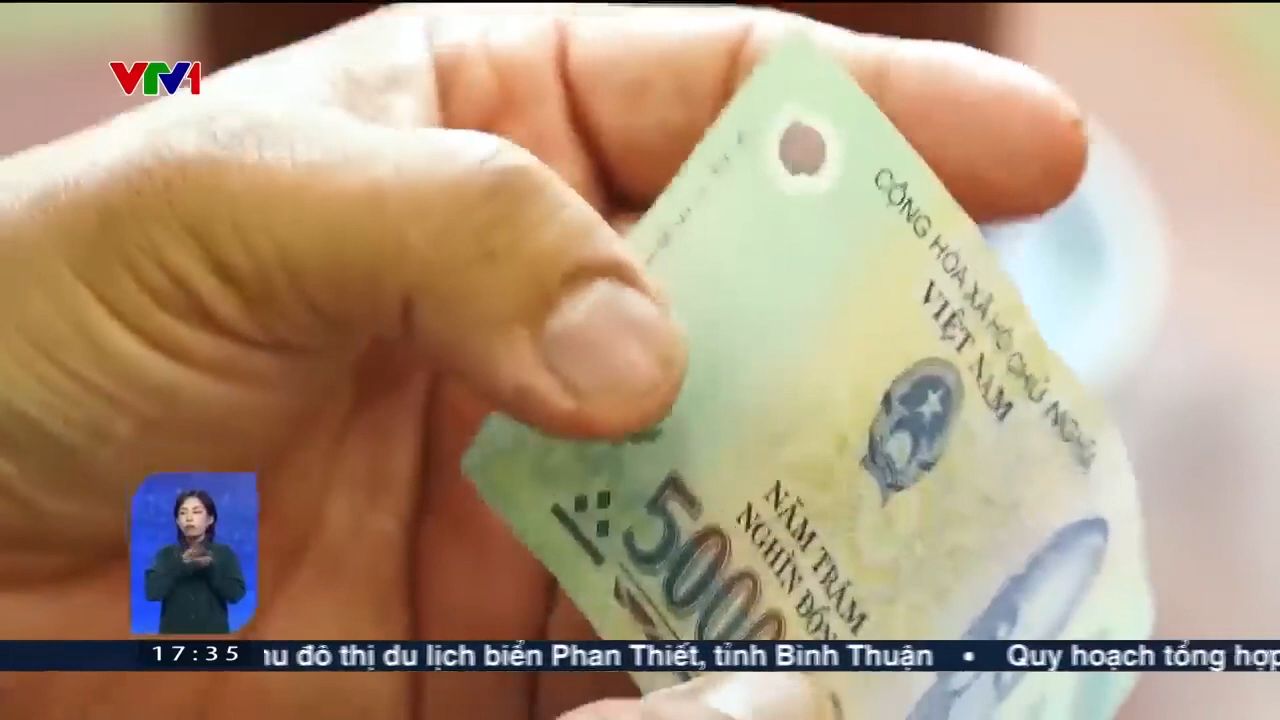 VTV1
CỘNG HÒA XÃ HỘI CHỦ NGHĨA
VIỆT NAM
NĂM TRĂM
NGHÌN ĐỒNG
5000
17:35 hu đô thị du lịch biển Phan Thiết, tỉnh Bình Thuận • Quy hoạch tổng hợp